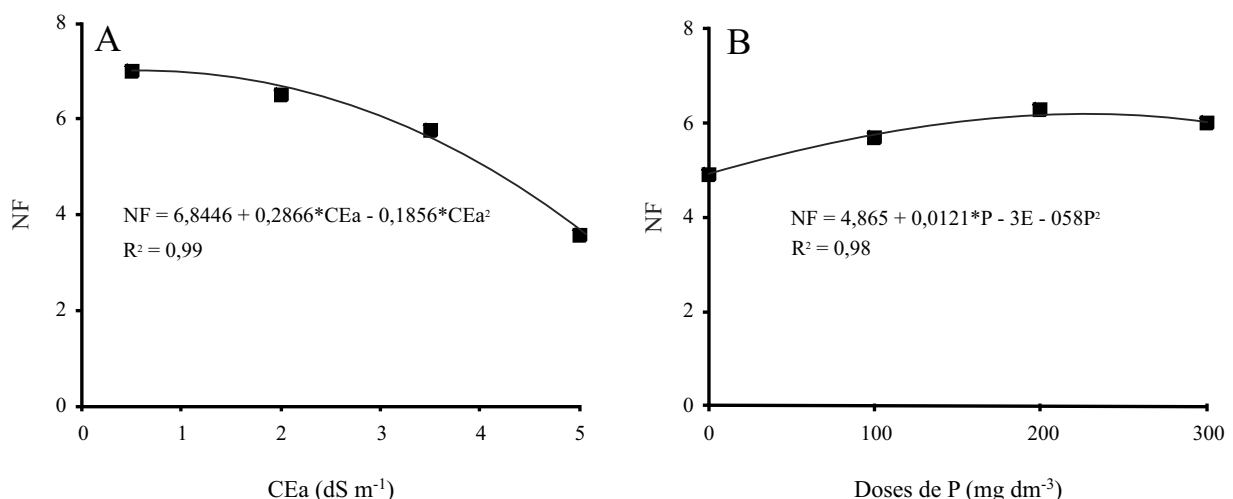 A
8
6
4
2
0
NF
NF = 6,8446 + 0,2866*CEa - 0,1856*CEa²
R² = 0,99
0 1 2 3 4 5
CEa (dS m⁻¹)
B
8
6
4
2
0
NF
NF = 4,865 + 0,0121*P - 3E - 058P²
R² = 0,98
0 100 200 300
Doses de P (mg dm⁻³)